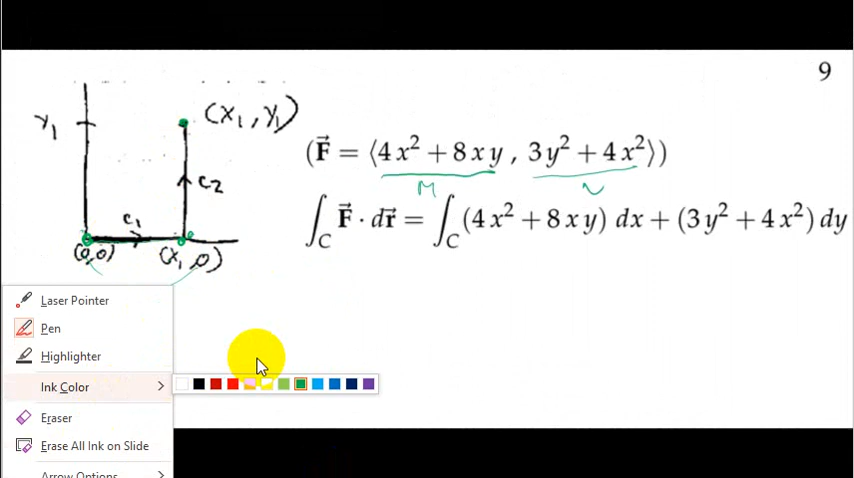 9
y₁
(x₁, y₁)
(F⃗ = ⟨4x² + 8xy , 3y² + 4x²⟩)
M N
C2
∫_C F⃗ · dr⃗ = ∫_C (4x² + 8xy) dx + (3y² + 4x²) dy
C1
(0,0) (x₁, 0)
Laser Pointer
Pen
Highlighter
Ink Color
Eraser
Erase All Ink on Slide
Arrow Options